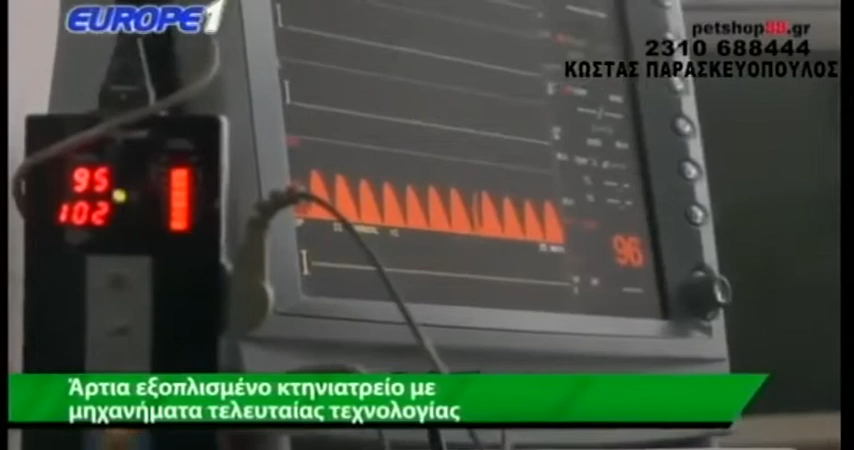 EUROPE1
petshop88.gr
2310 688444
ΚΩΣΤΑΣ ΠΑΡΑΣΚΕΥΟΠΟΥΛΟΣ
95
102
96
Άρτια εξοπλισμένο κτηνιατρείο με
μηχανήματα τελευταίας τεχνολογίας